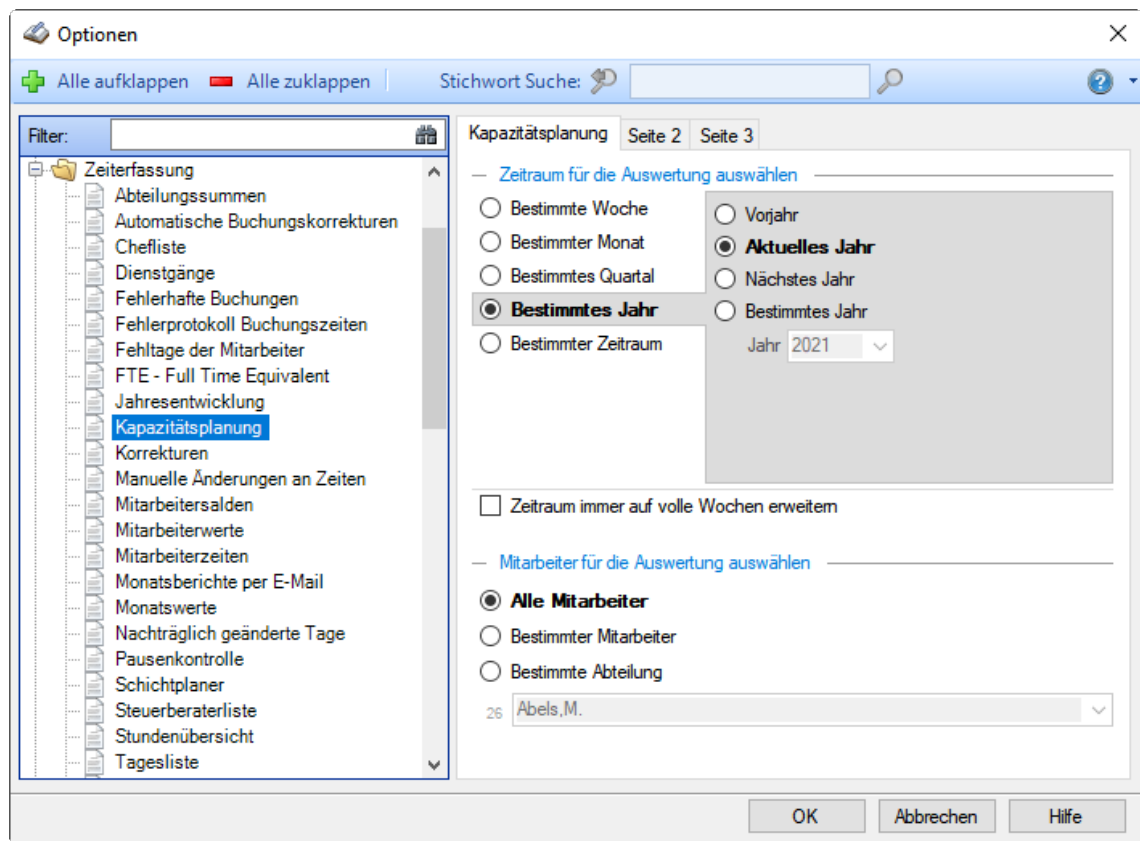 Optionen
Alle aufklappen Alle zuklappen Stichwort Suche:
Filter:
Zeiterfassung
Abteilungssummen
Automatische Buchungskorrekturen
Chefliste
Dienstgänge
Fehlerhafte Buchungen
Fehlerprotokoll Buchungszeiten
Fehltage der Mitarbeiter
FTE - Full Time Equivalent
Jahresentwicklung
Kapazitätsplanung
Korrekturen
Manuelle Änderungen an Zeiten
Mitarbeitersalden
Mitarbeiterwerte
Mitarbeiterzeiten
Monatsberichte per E-Mail
Monatswerte
Nachträglich geänderte Tage
Pausenkontrolle
Schichtplaner
Steuerberaterliste
Stundenübersicht
Tagesliste
Kapazitätsplanung Seite 2 Seite 3
Zeitraum für die Auswertung auswählen
Bestimmte Woche
Bestimmter Monat
Bestimmtes Quartal
Bestimmtes Jahr
Bestimmter Zeitraum
Vorjahr
Aktuelles Jahr
Nächstes Jahr
Bestimmtes Jahr
Jahr 2021
Zeitraum immer auf volle Wochen erweitern
Mitarbeiter für die Auswertung auswählen
Alle Mitarbeiter
Bestimmter Mitarbeiter
Bestimmte Abteilung
26 Abels,M.
OK Abbrechen Hilfe